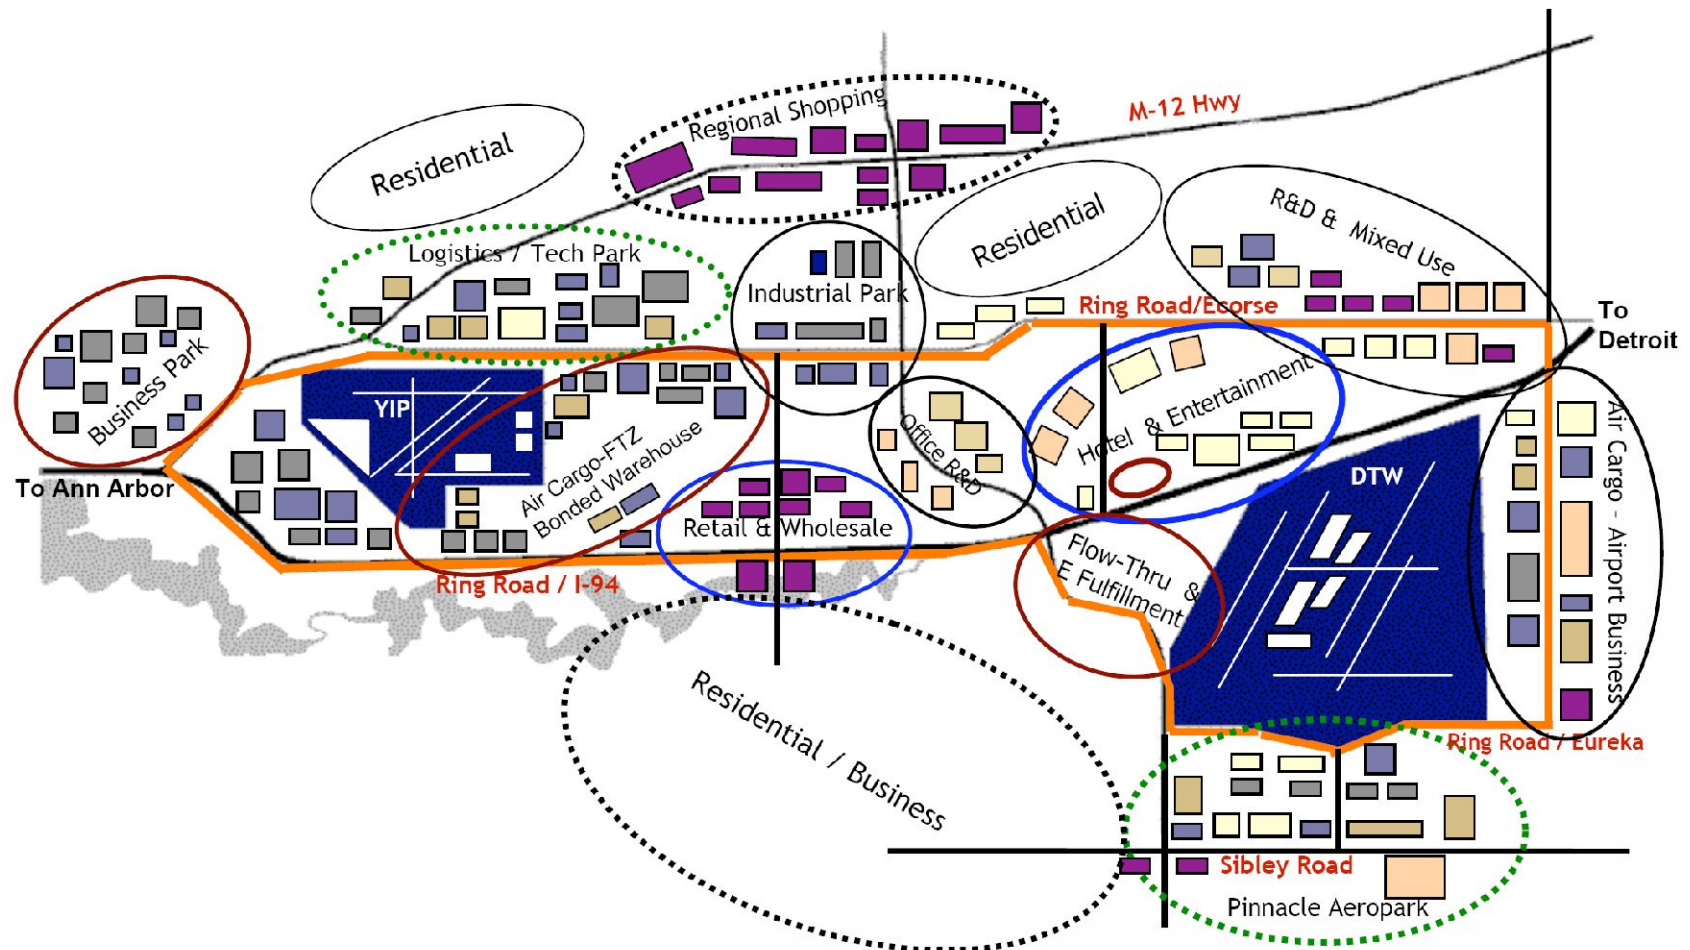 Regional Shopping
M-12 Hwy
Residential
Residential
R&D & Mixed Use
Logistics / Tech Park
Industrial Park
Ring Road/Ecorse
To
Detroit
Business Park
YIP
Hotel & Entertainment
Office R&D
Air Cargo-FTZ
Bonded Warehouse
To Ann Arbor
Retail & Wholesale
DTW
Air Cargo - Airport Business
Flow-Thru &
E Fulfillment
Ring Road / I-94
Residential / Business
Ring Road / Eureka
Sibley Road
Pinnacle Aeropark